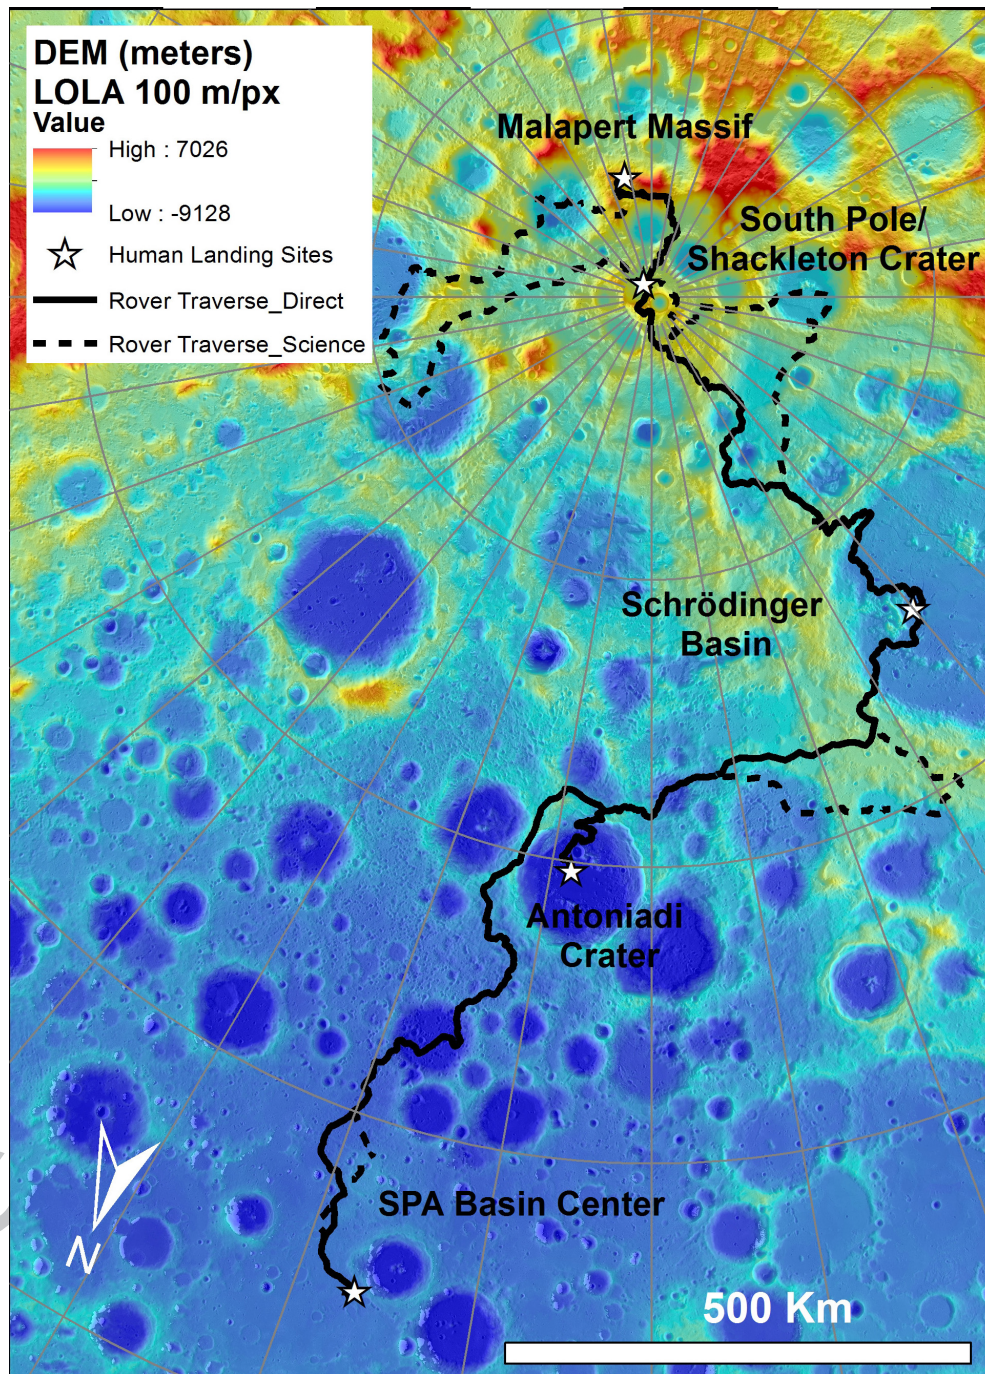 DEM (meters)
LOLA 100 m/px
Value
High : 7026
Low : -9128
Human Landing Sites
Rover Traverse_Direct
Rover Traverse_Science
Malapert Massif
South Pole/
Shackleton Crater
Schrödinger
Basin
Antoniadi
Crater
SPA Basin Center
N
500 Km